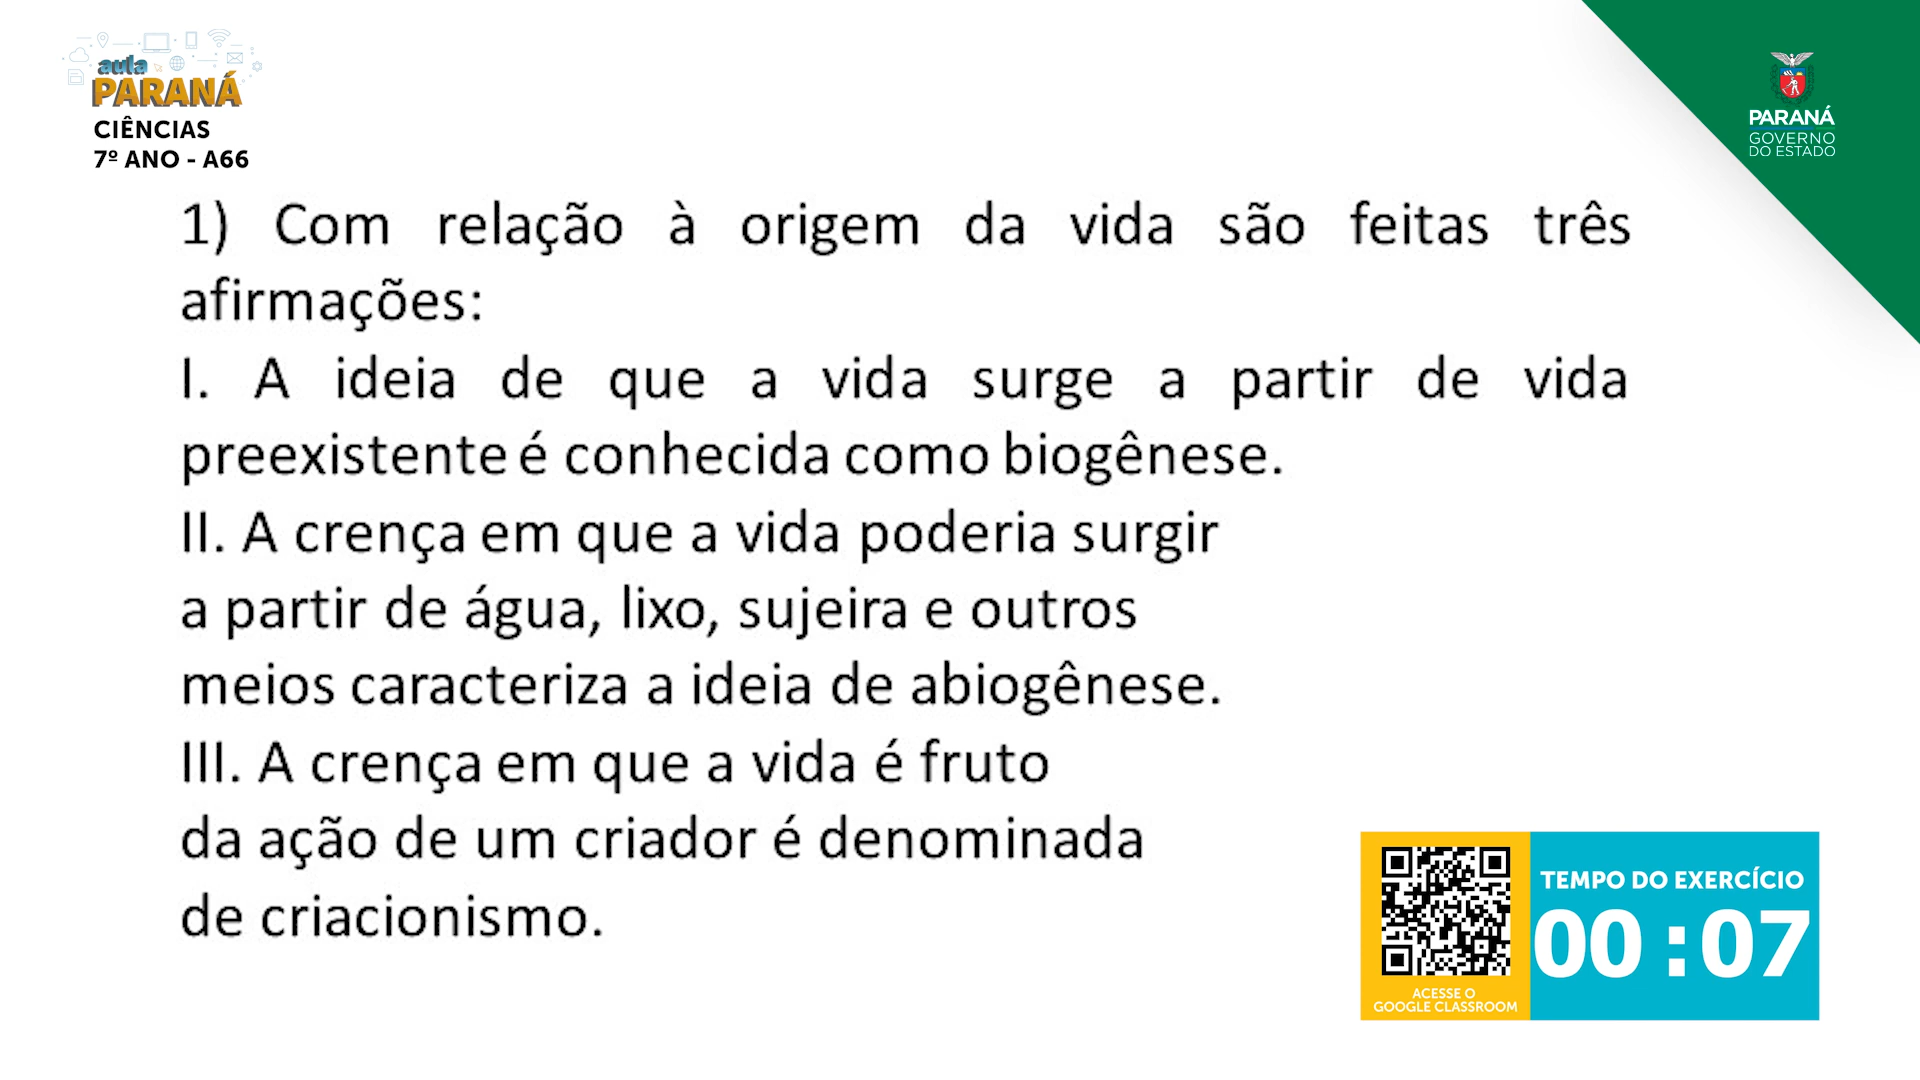 aula
PARANÁ
CIÊNCIAS
7º ANO - A66
PARANÁ
GOVERNO
DO ESTADO
1) Com relação à origem da vida são feitas três
afirmações:
I. A ideia de que a vida surge a partir de vida
preexistente é conhecida como biogênese.
II. A crença em que a vida poderia surgir
a partir de água, lixo, sujeira e outros
meios caracteriza a ideia de abiogênese.
III. A crença em que a vida é fruto
da ação de um criador é denominada
de criacionismo.
TEMPO DO EXERCÍCIO
00 : 07
ACESSE O
GOOGLE CLASSROOM